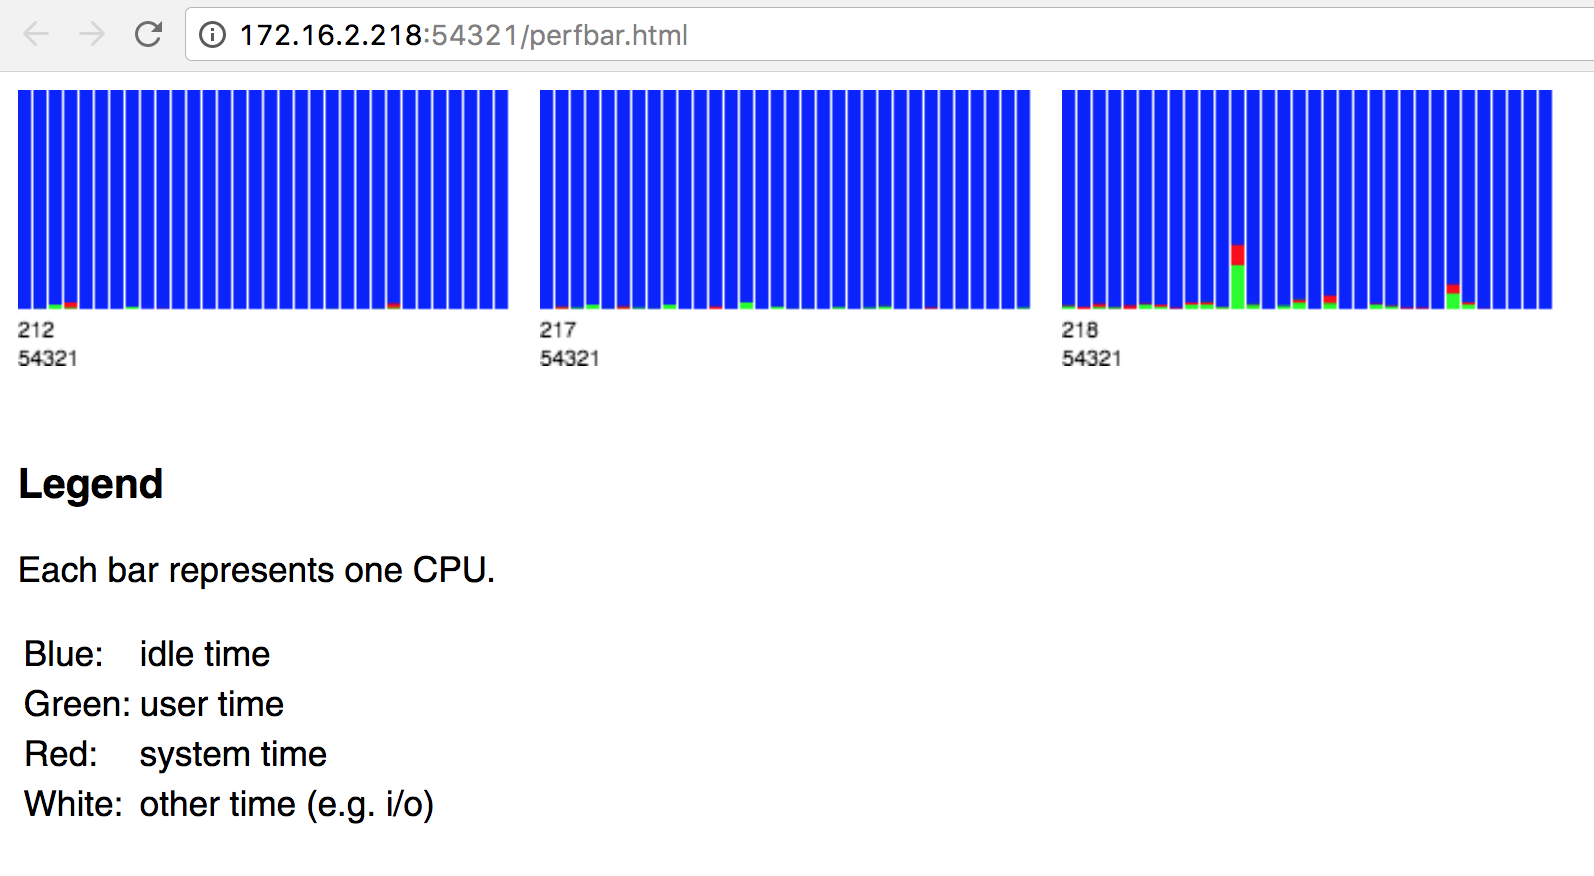 172.16.2.218:54321/perfbar.html
212
54321
217
54321
218
54321
Legend
Each bar represents one CPU.
Blue: idle time
Green: user time
Red: system time
White: other time (e.g. i/o)